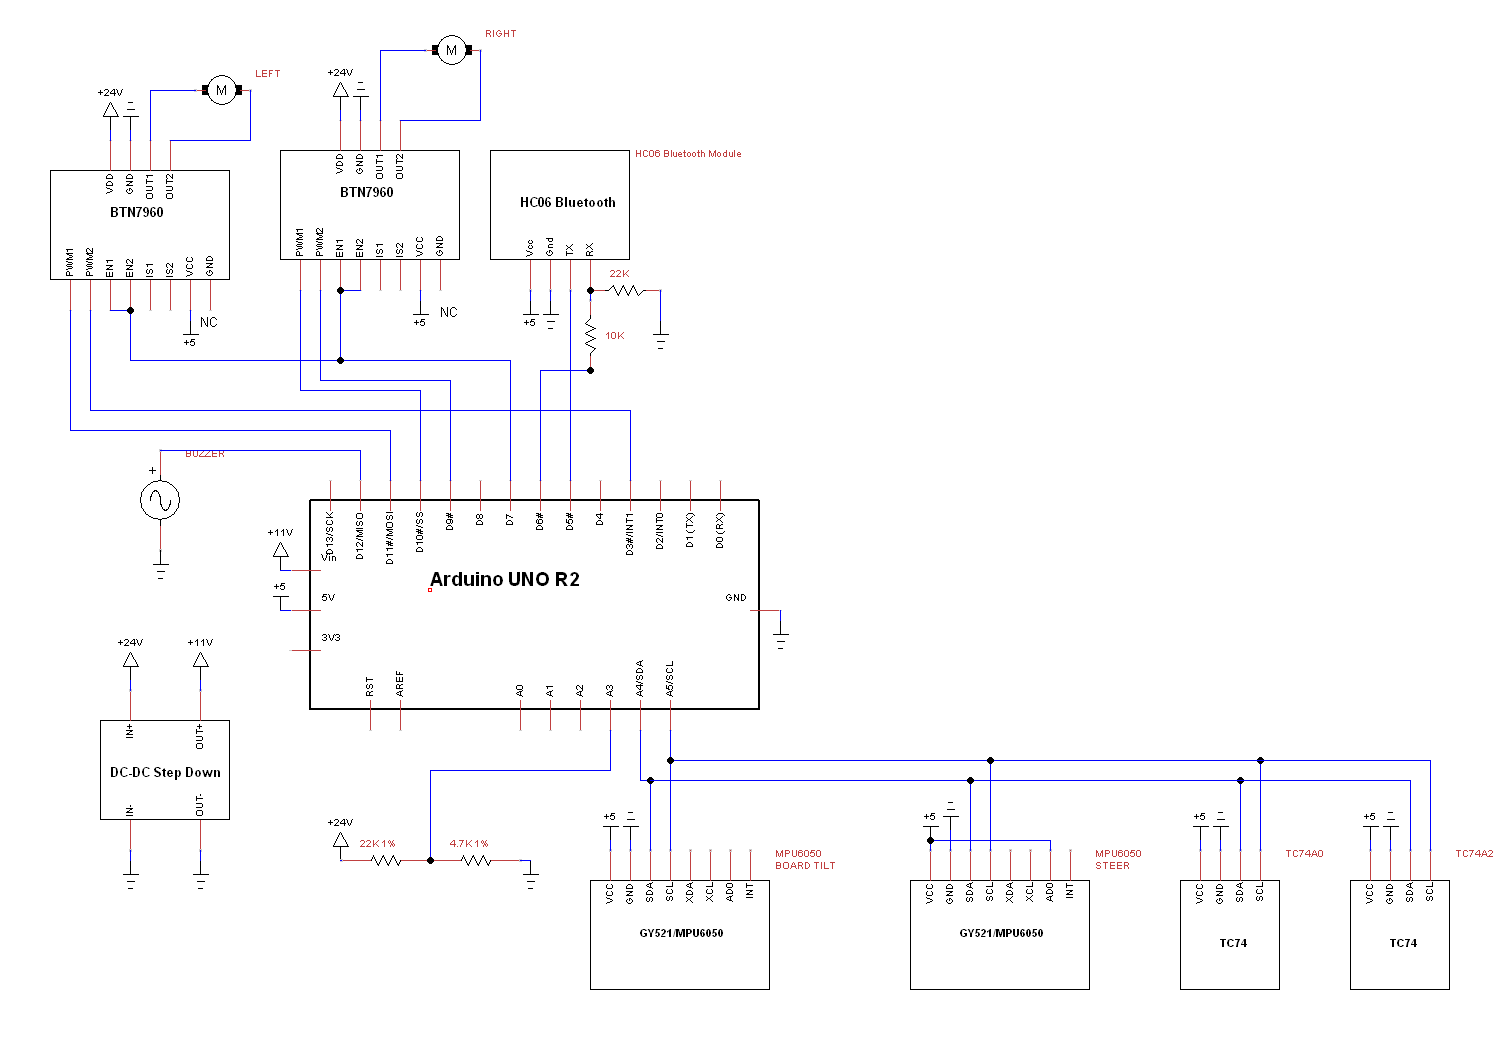 RIGHT
+24V
M
LEFT
+24V
M
VDD
GND
OUT1
OUT2
BTN7960
PWM1
PWM2
EN1
EN2
IS1
IS2
VCC
GND
+5
NC
VDD
GND
OUT1
OUT2
BTN7960
PWM1
PWM2
EN1
EN2
IS1
IS2
VCC
GND
+5
NC
HC06 Bluetooth Module
HC06 Bluetooth
Vcc
Gnd
TX
RX
+5
22K
10K
BUZZER
+
D13/SCK
D12/MISO
D11#/MOSI
D10#/SS
D9#
D8
D7
D6#
D5#
D4
D3#/INT1
D2/INT0
D1(TX)
D0(RX)
+11V
Vin
+5
5V
3V3
Arduino UNO R2
GND
RST
AREF
A0
A1
A2
A3
A4/SDA
A5/SCL
+24V
+11V
IN+
OUT+
DC-DC Step Down
IN-
OUT-
+24V
22K1%
4.7K1%
+5
MPU6050
BOARD TILT
VCC
GND
SDA
SCL
XDA
XCL
AD0
INT
GY521/MPU6050
+5
MPU6050
STEER
VCC
GND
SDA
SCL
XDA
XCL
AD0
INT
GY521/MPU6050
+5
TC74A0
VCC
GND
SDA
SCL
TC74
+5
TC74A2
VCC
GND
SDA
SCL
TC74